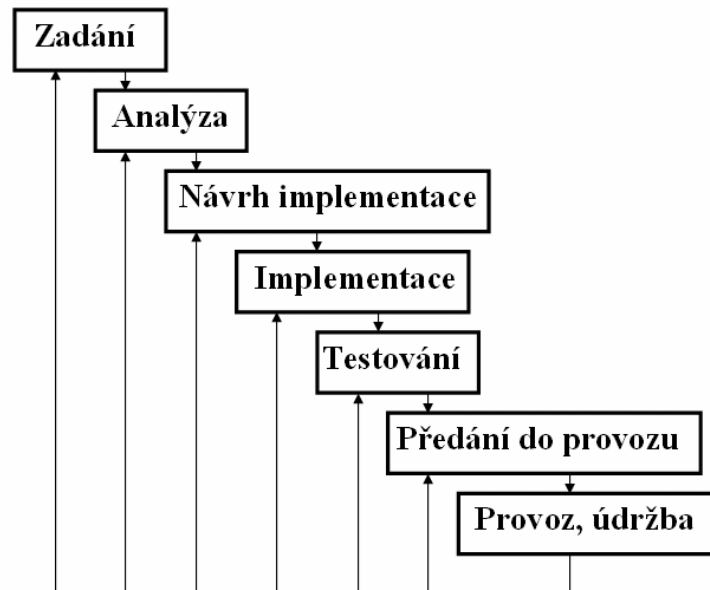 Zadání
Analýza
Návrh implementace
Implementace
Testování
Předání do provozu
Provoz, údržba